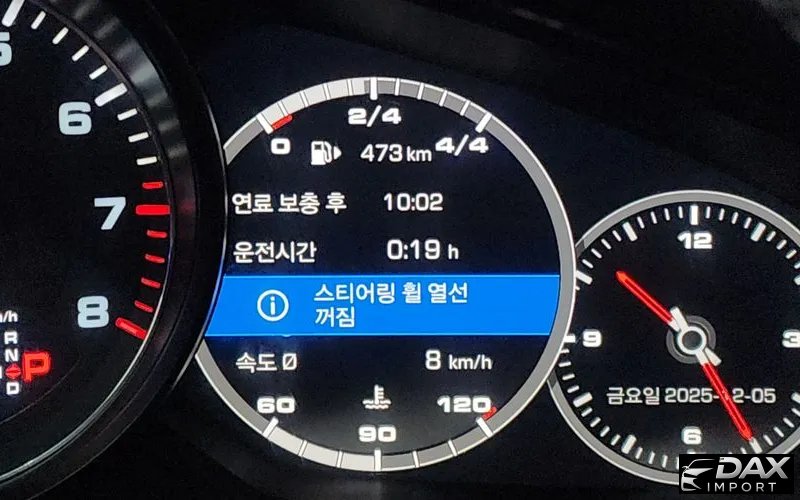 5
6
7
8
R
N
D
P
0 2/4 4/4
473 km
연료 보충 후 10:02
운전시간 0:19 h
스티어링 휠 열선
꺼짐
속도 Ø 8 km/h
60 90 120
12
3
6
9
금요일 2025-12-05
DAX
IMPORT